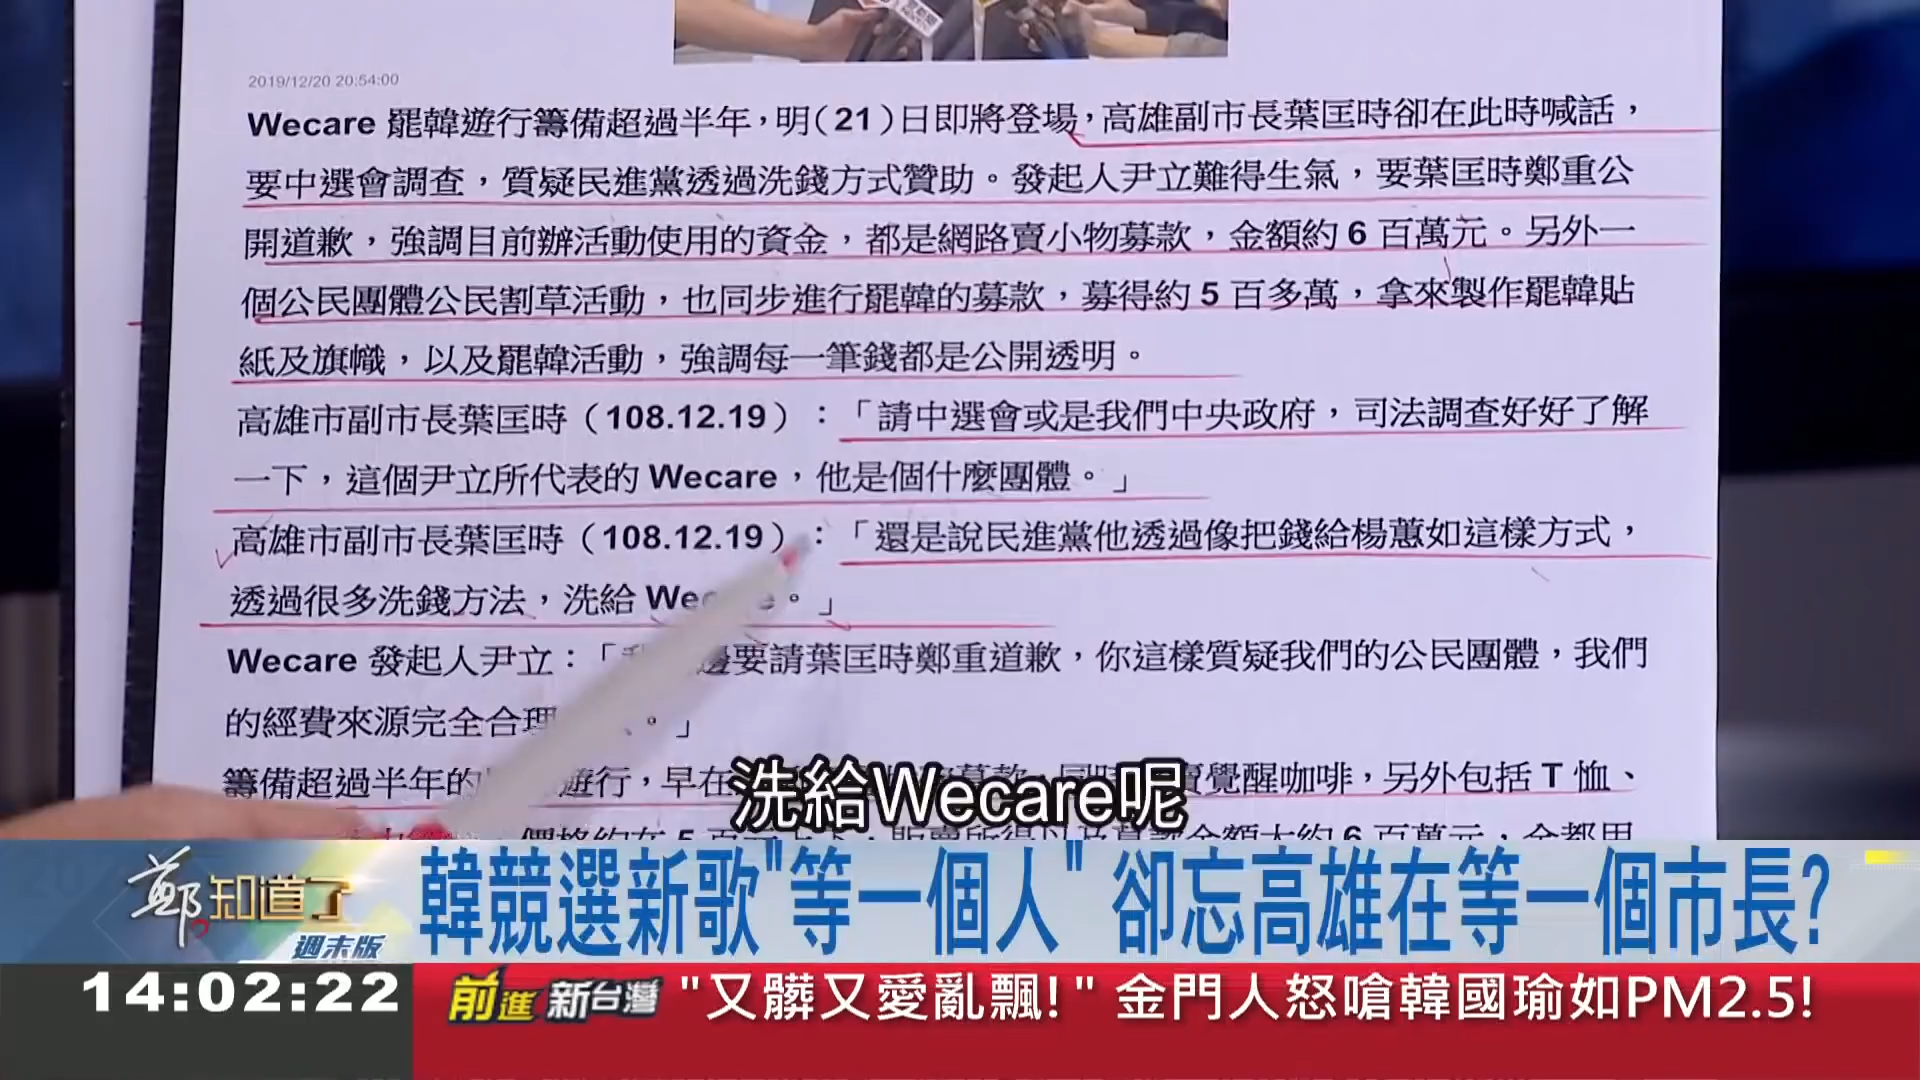 2019/12/20 20:54:00
Wecare 罷韓遊行籌備超過半年，明（21）日即將登場，高雄副市長葉匡時卻在此時喊話，
要中選會調查，質疑民進黨透過洗錢方式贊助。發起人尹立難得生氣，要葉匡時鄭重公
開道歉，強調目前辦活動使用的資金，都是網路賣小物募款，金額約 6 百萬元。另外一
個公民團體公民割草活動，也同步進行罷韓的募款，募得約 5 百多萬，拿來製作罷韓貼
紙及旗幟，以及罷韓活動，強調每一筆錢都是公開透明。
高雄市副市長葉匡時（108.12.19）：「請中選會或是我們中央政府，司法調查好好了解
一下，這個尹立所代表的 Wecare，他是個什麼團體。」
高雄市副市長葉匡時（108.12.19）：「還是說民進黨他透過像把錢給楊蕙如這樣方式，
透過很多洗錢方法，洗給 Wecare。」
Wecare 發起人尹立：「 要請葉匡時鄭重道歉，你這樣質疑我們的公民團體，我們
的經費來源完全合理 。」
籌備超過半年的 遊行，早在 賣覺醒咖啡，另外包括 T 恤、
洗給Wecare呢
鄭知道了
週末版
韓競選新歌"等一個人" 卻忘高雄在等一個市長?
14:02:22
前進新台灣
"又髒又愛亂飄!" 金門人怒嗆韓國瑜如PM2.5!